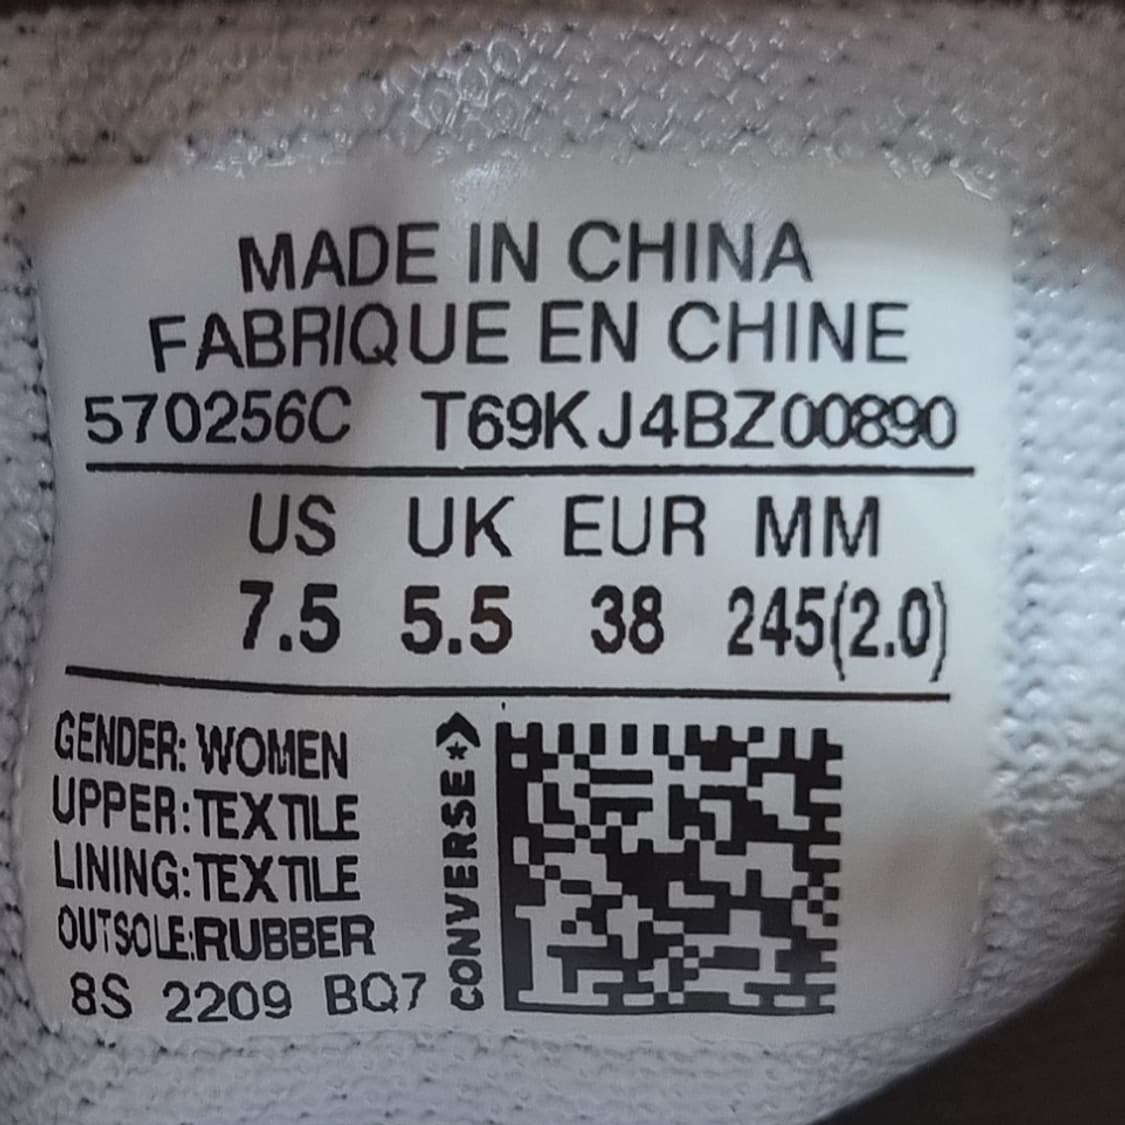 MADE IN CHINA
FABRIQUE EN CHINE
570256C T69KJ4BZ00890
US UK EUR MM
7.5 5.5 38 245(2.0)
GENDER: WOMEN
UPPER:TEXTILE
LINING:TEXTILE
OUTSOLE:RUBBER
8S 2209 BQ7
CONVERSE